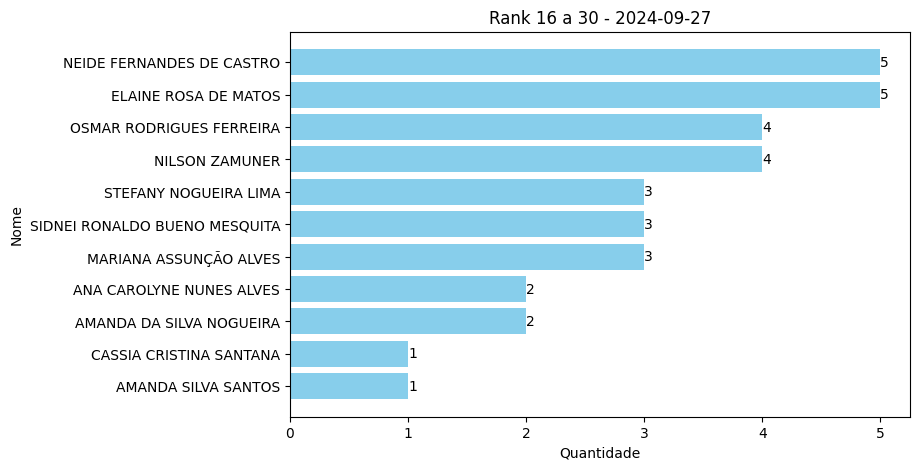 Rank 16 a 30 - 2024-09-27
NEIDE FERNANDES DE CASTRO 5
ELAINE ROSA DE MATOS 5
OSMAR RODRIGUES FERREIRA 4
NILSON ZAMUNER 4
STEFANY NOGUEIRA LIMA 3
SIDNEI RONALDO BUENO MESQUITA 3
MARIANA ASSUNÇÃO ALVES 3
ANA CAROLYNE NUNES ALVES 2
AMANDA DA SILVA NOGUEIRA 2
CASSIA CRISTINA SANTANA 1
AMANDA SILVA SANTOS 1
Nome
0 1 2 3 4 5
Quantidade